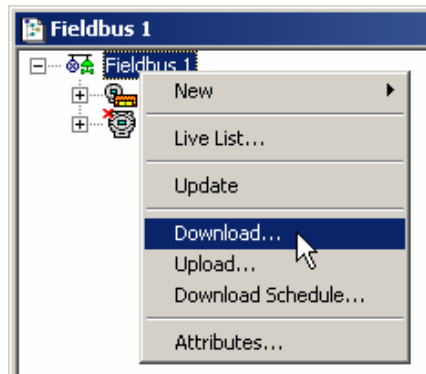 Fieldbus 1
Fieldbus 1
New
Live List...
Update
Download...
Upload...
Download Schedule...
Attributes...